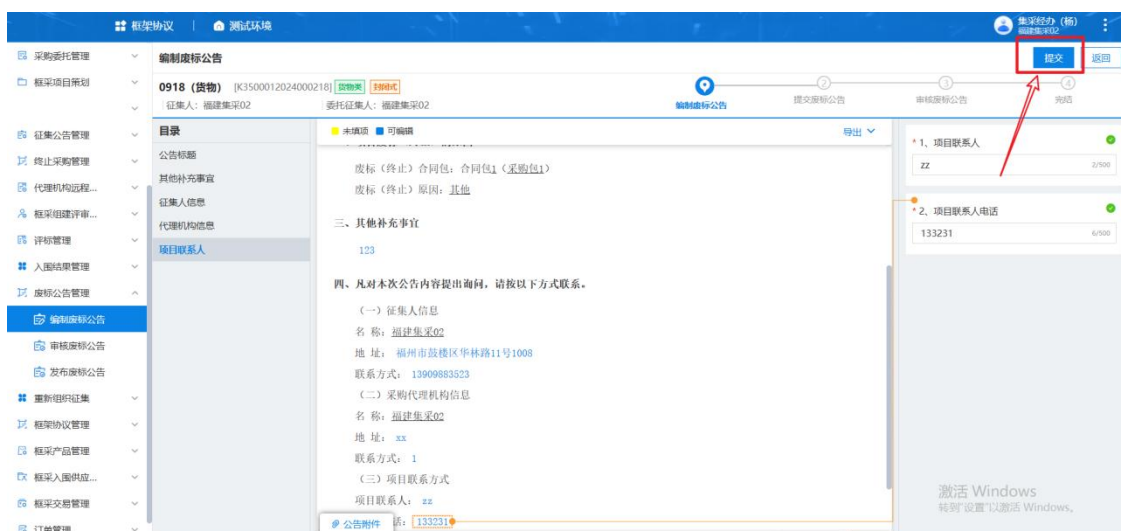 框架协议 | 测试环境
集采经办（杨）
福建集采02
采购委托管理
框采项目策划
征集公告管理
终止采购管理
代理机构远程...
框采组建评审...
评标管理
入围结果管理
废标公告管理
编制废标公告
审核废标公告
发布废标公告
重新组织征集
框架协议管理
框采产品管理
框采入围供应...
框采交易管理
订单管理
编制废标公告
提交 返回
0918（货物） [K3500012024000218] 货物类 封闭式
征集人：福建集采02 委托征集人：福建集采02
编制废标公告
2 提交废标公告
3 审核废标公告
4 完结
目录
公告标题
其他补充事宜
征集人信息
代理机构信息
项目联系人
未填项 可编辑 导出
废标（终止）合同包：合同包1（采购包1）
废标（终止）原因：其他
三、其他补充事宜
123
四、凡对本次公告内容提出询问，请按以下方式联系。
（一）征集人信息
名 称：福建集采02
地 址： 福州市鼓楼区华林路11号1008
联系方式： 13909883523
（二）采购代理机构信息
名 称：福建集采02
地 址： xx
联系方式： 1
（三）项目联系方式
项目联系人： zz
话： 133231
公告附件
* 1、项目联系人
zz 2/500
* 2、项目联系人电话
133231 6/500
激活 Windows
转到"设置"以激活 Windows。